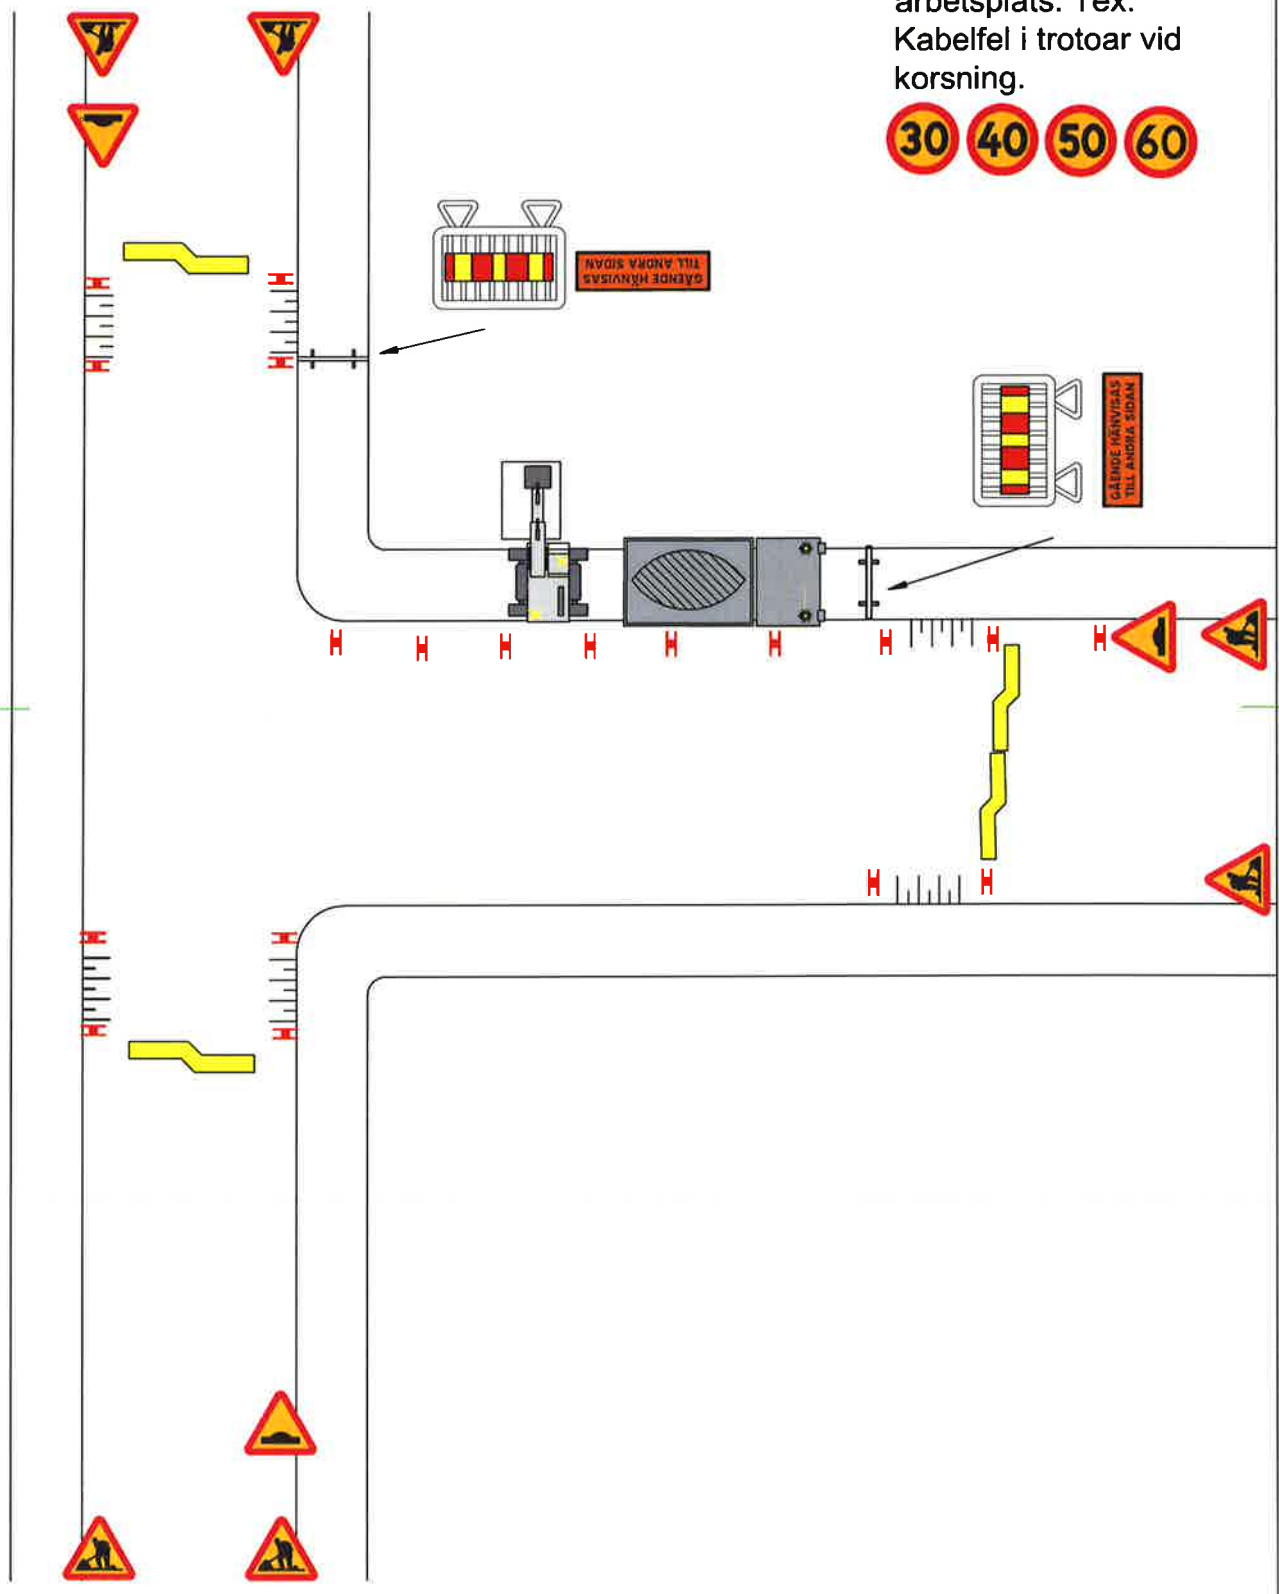 arbetsplats. Tex.
Kabelfel i trotoar vid
korsning.
30 40 50 60
GÅENDE HÄNVISAS
TILL ANDRA SIDAN
GÅENDE HÄNVISAS
TILL ANDRA SIDAN